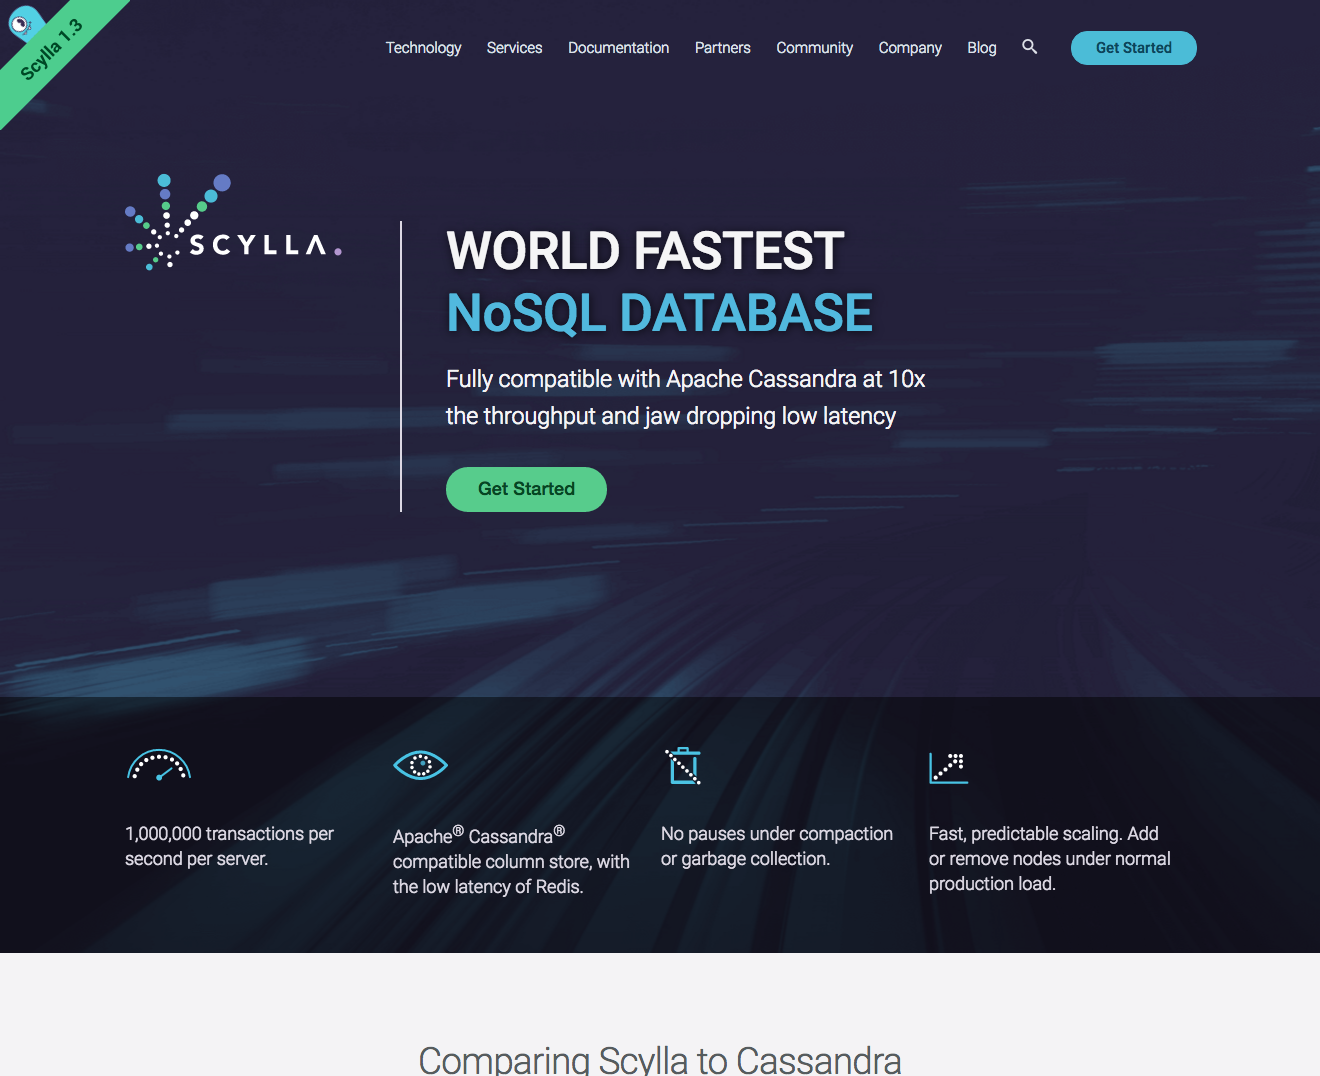 Scylla 1.3
Technology Services Documentation Partners Community Company Blog Get Started
SCYLLA.
WORLD FASTEST
NoSQL DATABASE
Fully compatible with Apache Cassandra at 10x
the throughput and jaw dropping low latency
Get Started
1,000,000 transactions per
second per server.
Apache® Cassandra®
compatible column store, with
the low latency of Redis.
No pauses under compaction
or garbage collection.
Fast, predictable scaling. Add
or remove nodes under normal
production load.
Comparing Scylla to Cassandra